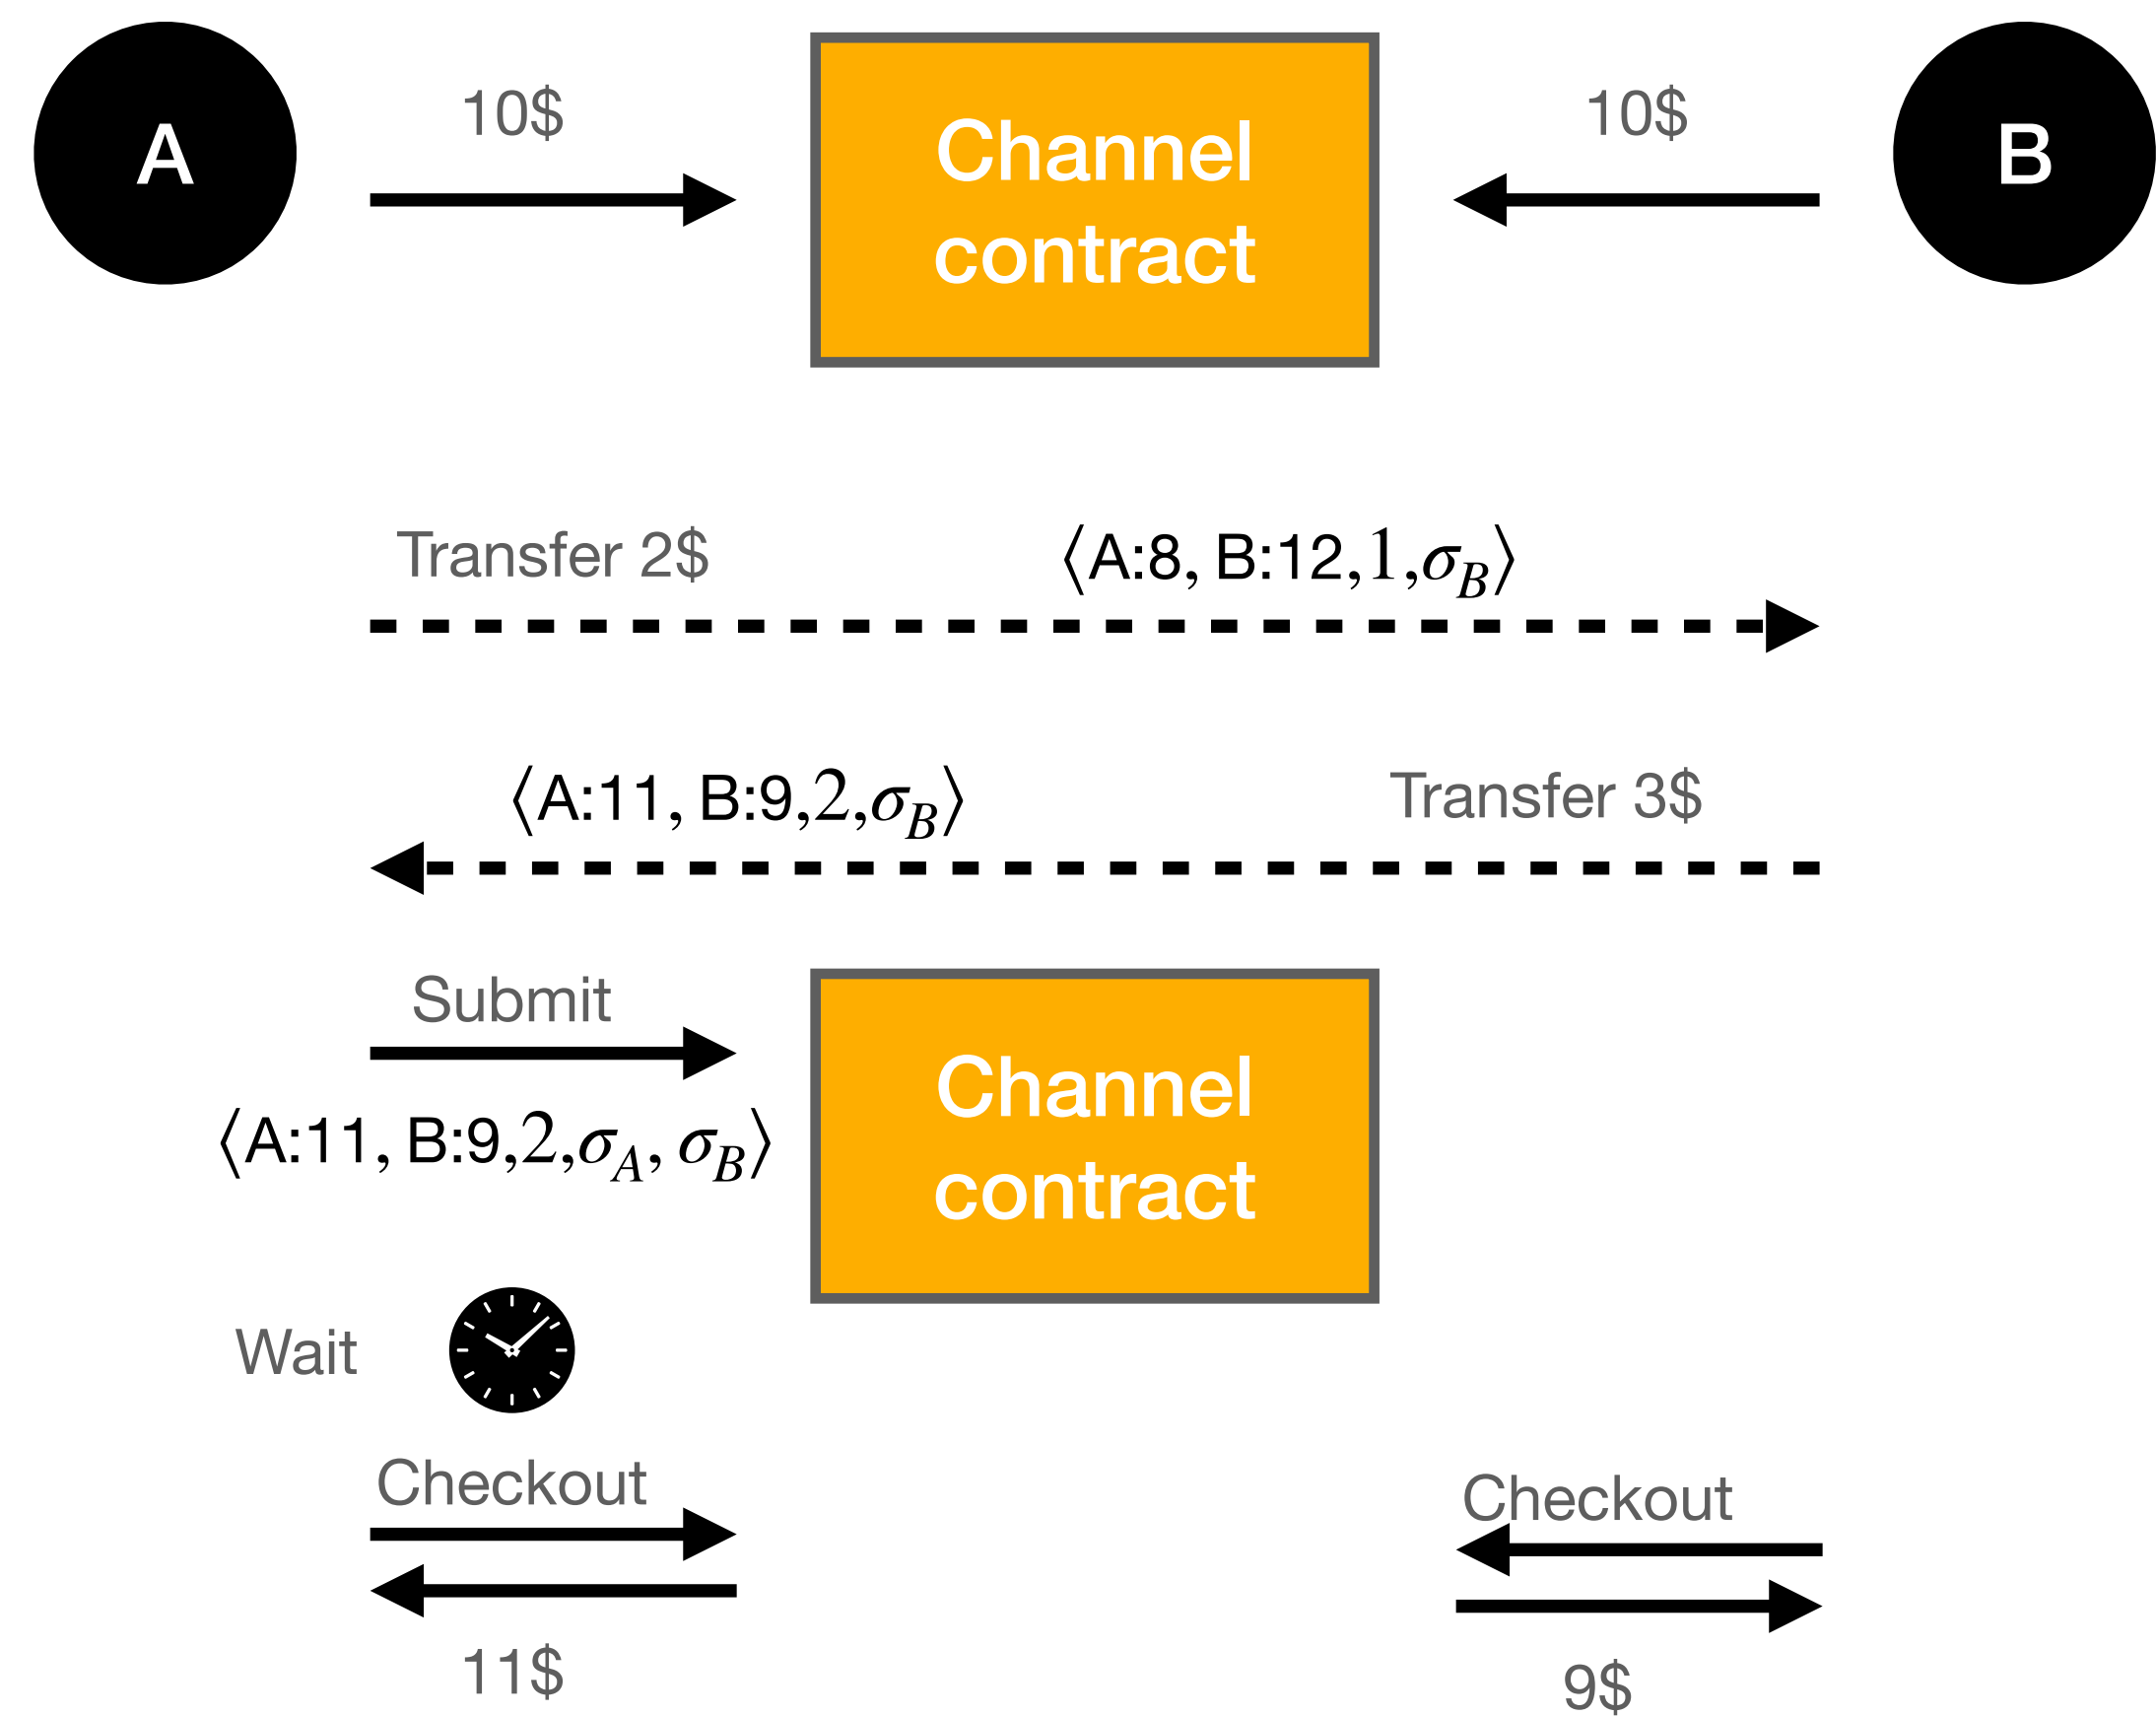 A
10$
Channel
contract
10$
B
Transfer 2$
⟨A:8, B:12,1,σ_B⟩
⟨A:11, B:9,2,σ_B⟩
Transfer 3$
Submit
⟨A:11, B:9,2,σ_A, σ_B⟩
Channel
contract
Wait
Checkout
11$
Checkout
9$